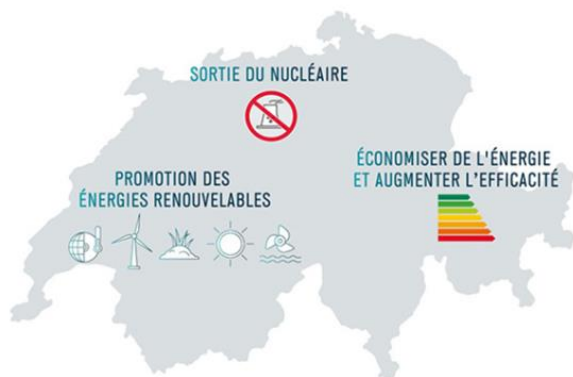 SORTIE DU NUCLÉAIRE
PROMOTION DES
ÉNERGIES RENOUVELABLES
ÉCONOMISER DE L'ÉNERGIE
ET AUGMENTER L'EFFICACITÉ